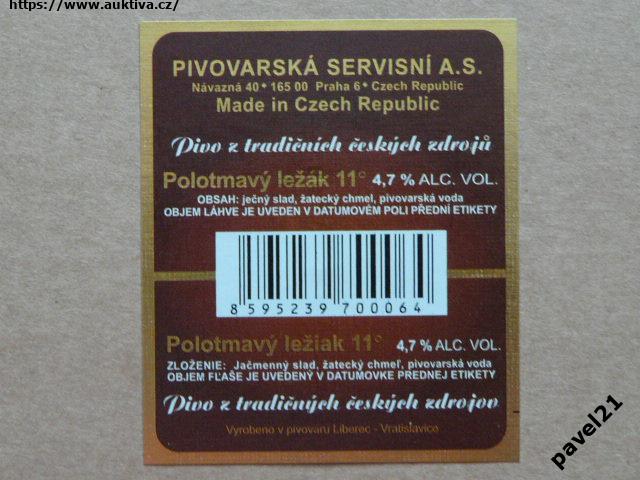 https://www.auktiva.cz/
PIVOVARSKÁ SERVISNÍ A.S.
Návazná 40 * 165 00 Praha 6 * Czech Republic
Made in Czech Republic
Pivo z tradičních českých zdrojů
Polotmavý ležák 11° 4,7 % ALC. VOL.
OBSAH: ječný slad, žatecký chmel, pivovarská voda
OBJEM LÁHVE JE UVEDEN V DATUMOVÉM POLI PŘEDNÍ ETIKETY
8 595239 700064
Polotmavý ležiak 11° 4,7 % ALC. VOL.
ZLOŽENIE: Jačmenný slad, žatecký chmeľ, pivovarská voda
OBJEM FĽAŠE JE UVEDENÝ V DATUMOVKE PREDNEJ ETIKETY
Pivo z tradičných českých zdrojov
Vyrobeno v pivovaru Liberec - Vratislavice
pavel21